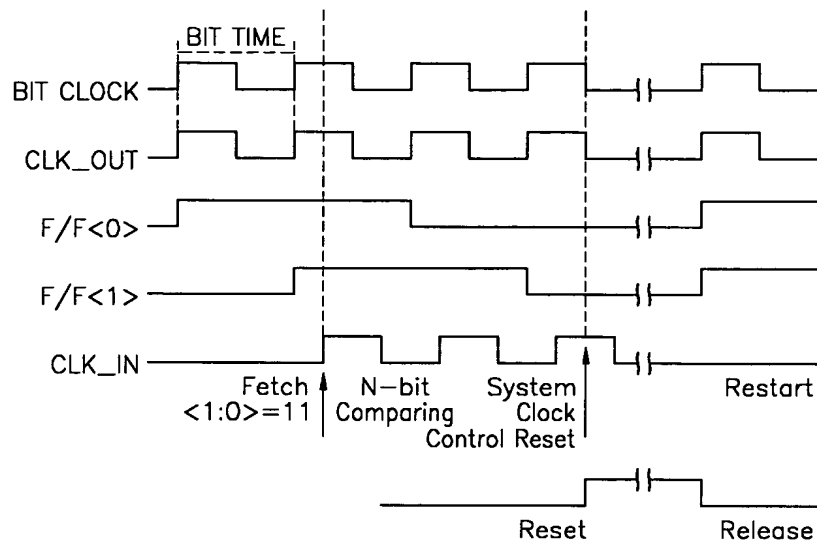 BIT TIME
BIT CLOCK
CLK_OUT
F/F<0>
F/F<1>
CLK_IN
Fetch
<1:0>=11
N-bit
Comparing
System
Clock
Control Reset
Restart
Reset
Release